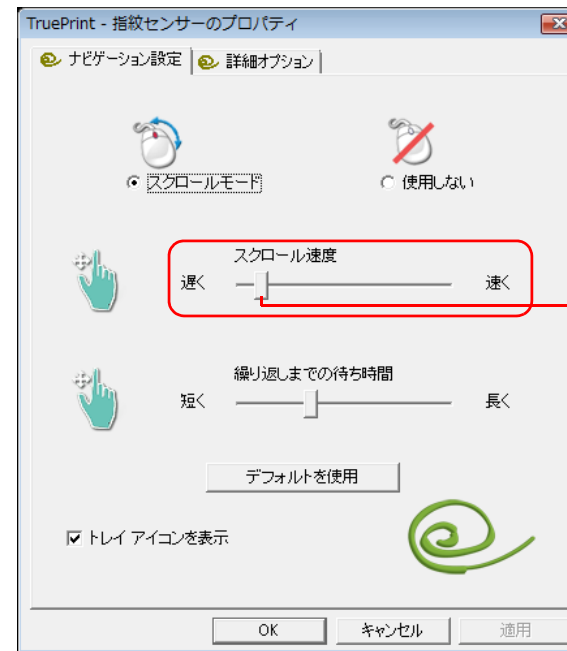 TruePrint - 指紋センサーのプロパティ
ナビゲーション設定 詳細オプション
スクロールモード 使用しない
スクロール速度
遅く 速く
繰り返しまでの待ち時間
短く 長く
デフォルトを使用
トレイ アイコンを表示
OK キャンセル 適用